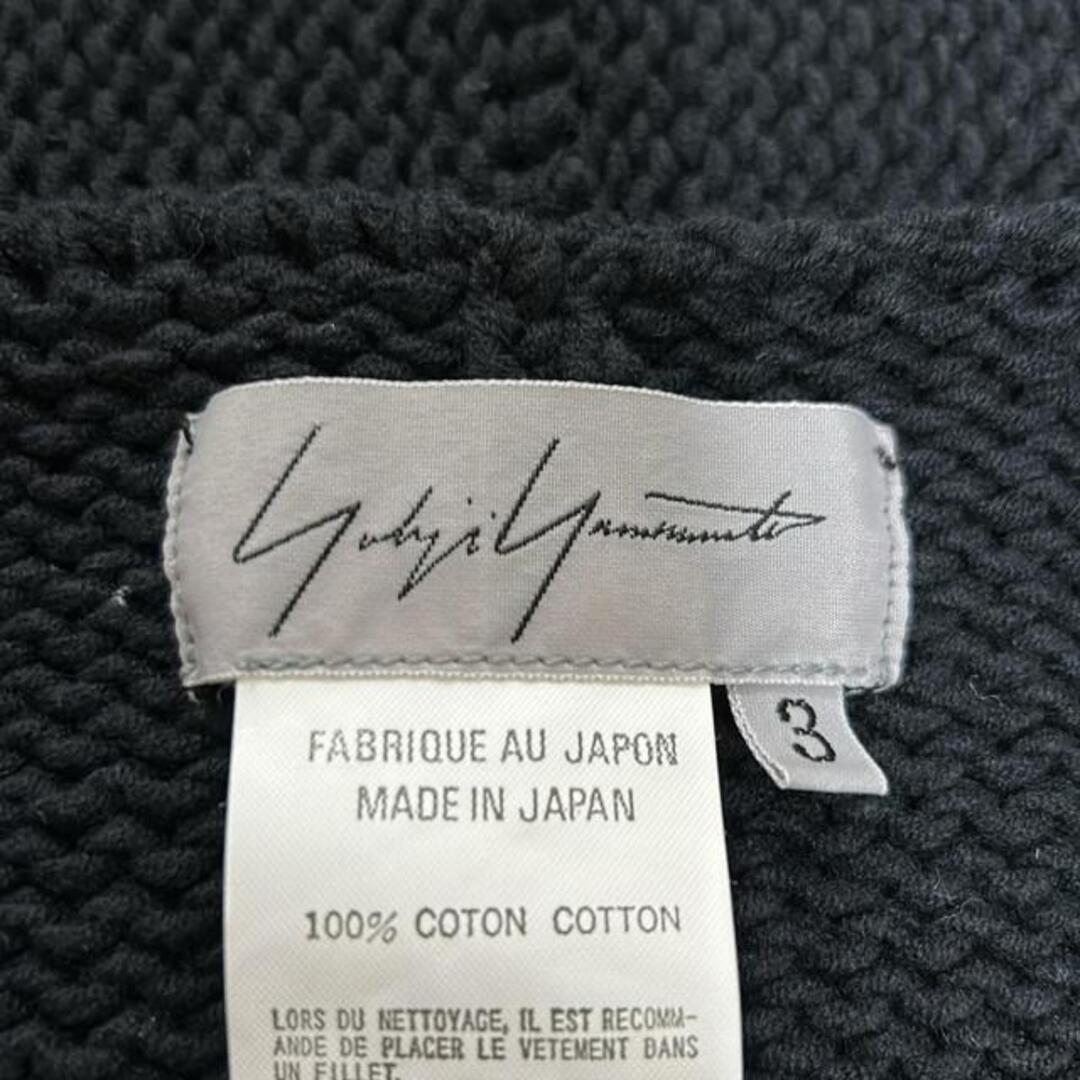 Yohji Yamamoto
3
FABRIQUE AU JAPON
MADE IN JAPAN
100% COTON COTTON
LORS DU NETTOYAGE, IL EST RECOMM-
ANDE DE PLACER LE VETEMENT DANS
UN FILLET.